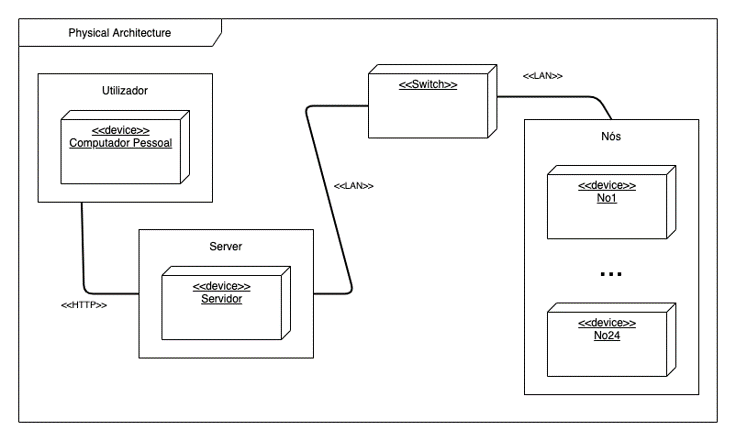 Physical Architecture
Utilizador
<<device>>
Computador Pessoal
<<HTTP>>
Server
<<device>>
Servidor
<<LAN>>
<<Switch>>
<<LAN>>
Nós
<<device>>
No1
...
<<device>>
No24